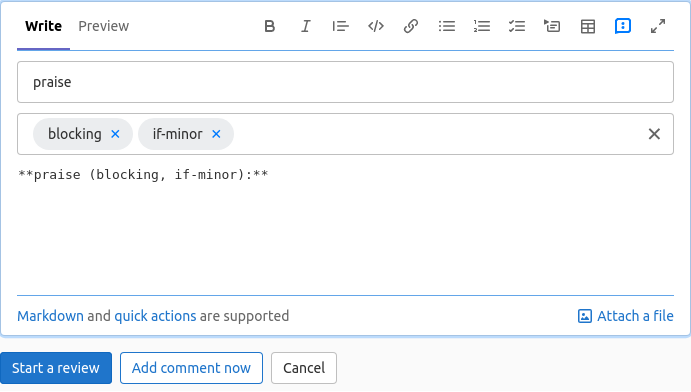 Write Preview
praise
blocking × if-minor ×
**praise (blocking, if-minor):**
Markdown and quick actions are supported Attach a file
Start a review Add comment now Cancel